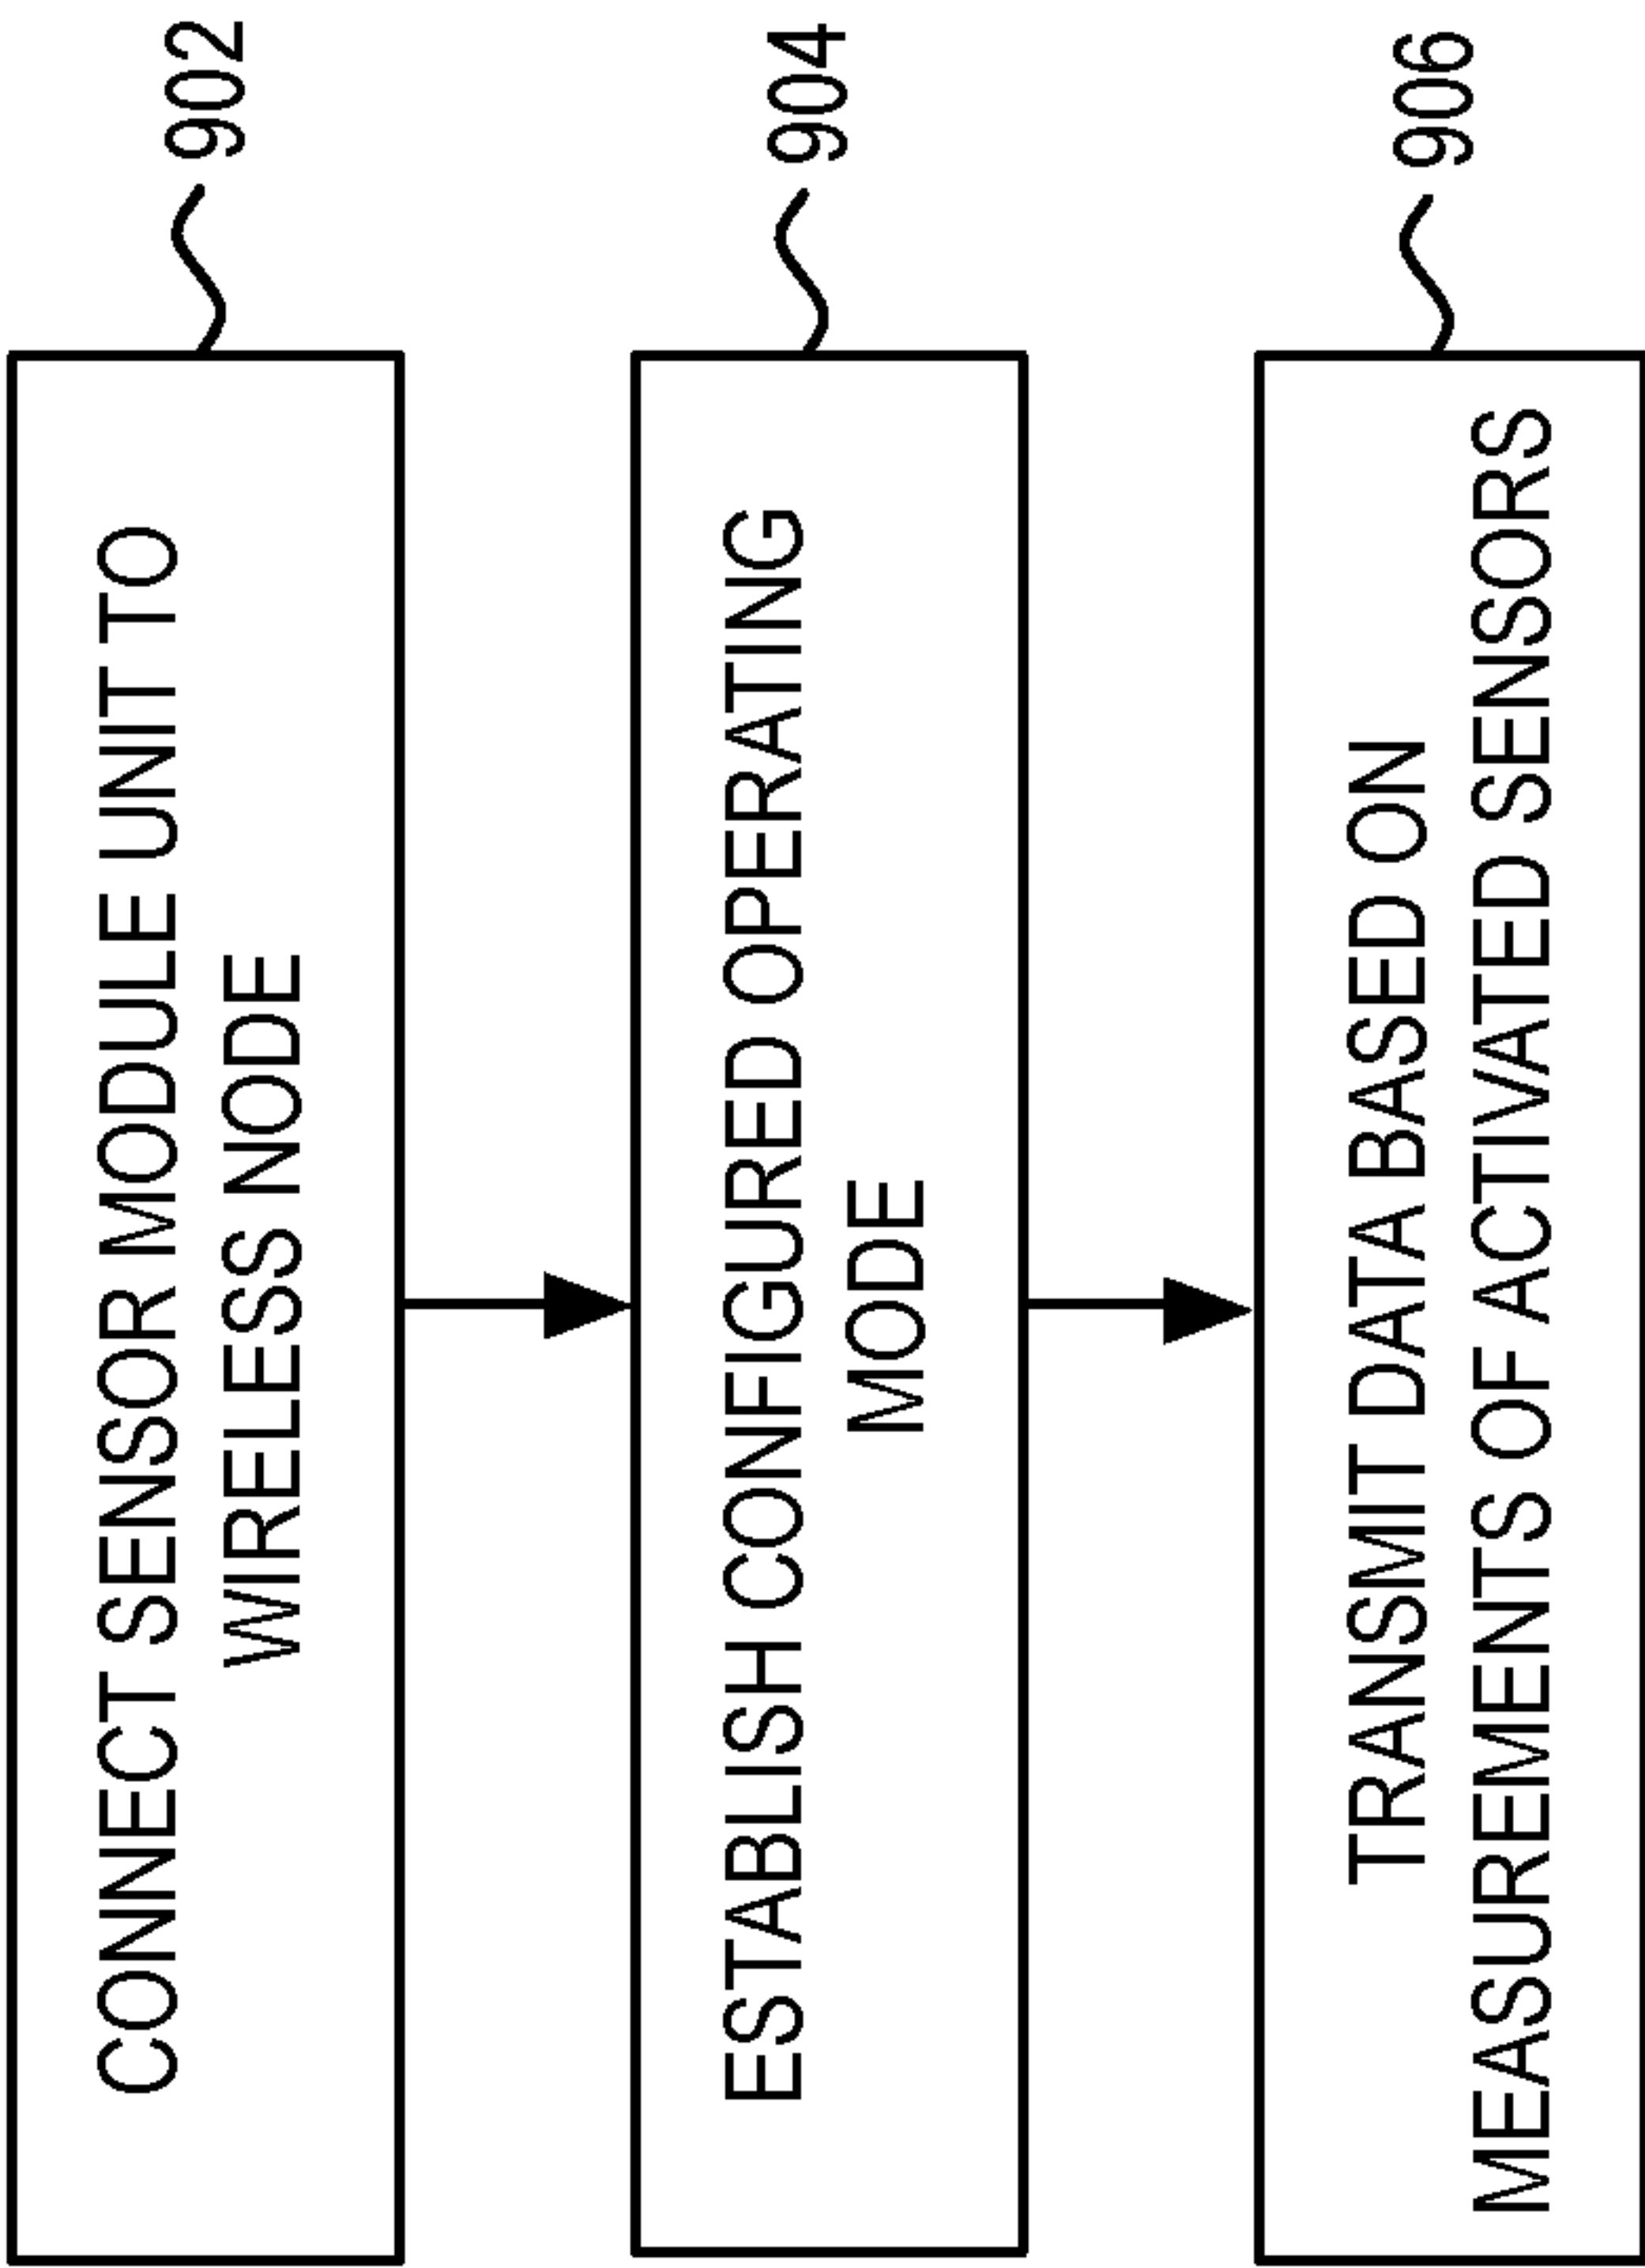 CONNECT SENSOR MODULE UNIT TO
WIRELESS NODE
902
ESTABLISH CONFIGURED OPERATING
MODE
904
TRANSMIT DATA BASED ON
MEASUREMENTS OF ACTIVATED SENSORS
906